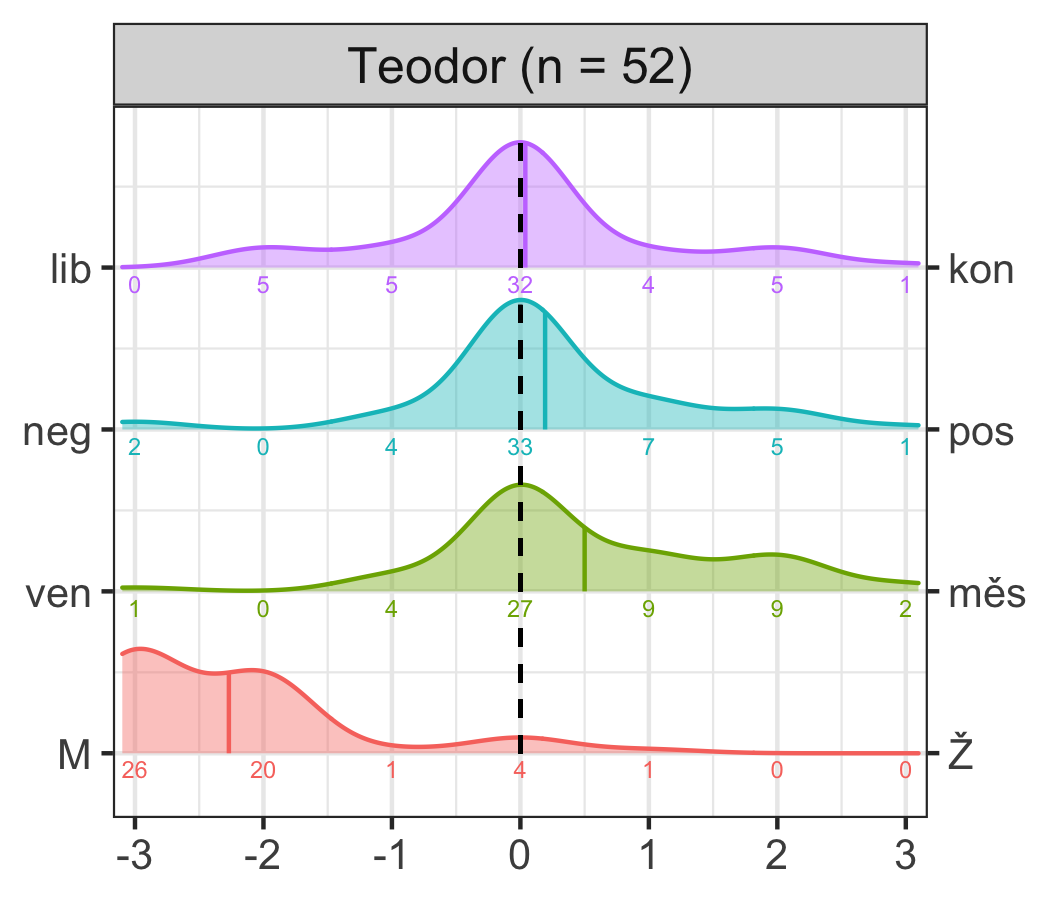 Teodor (n = 52)
lib kon
0 5 5 32 4 5 1
neg pos
2 0 4 33 7 5 1
ven měs
1 0 4 27 9 9 2
M Ž
26 20 1 4 1 0 0
-3 -2 -1 0 1 2 3